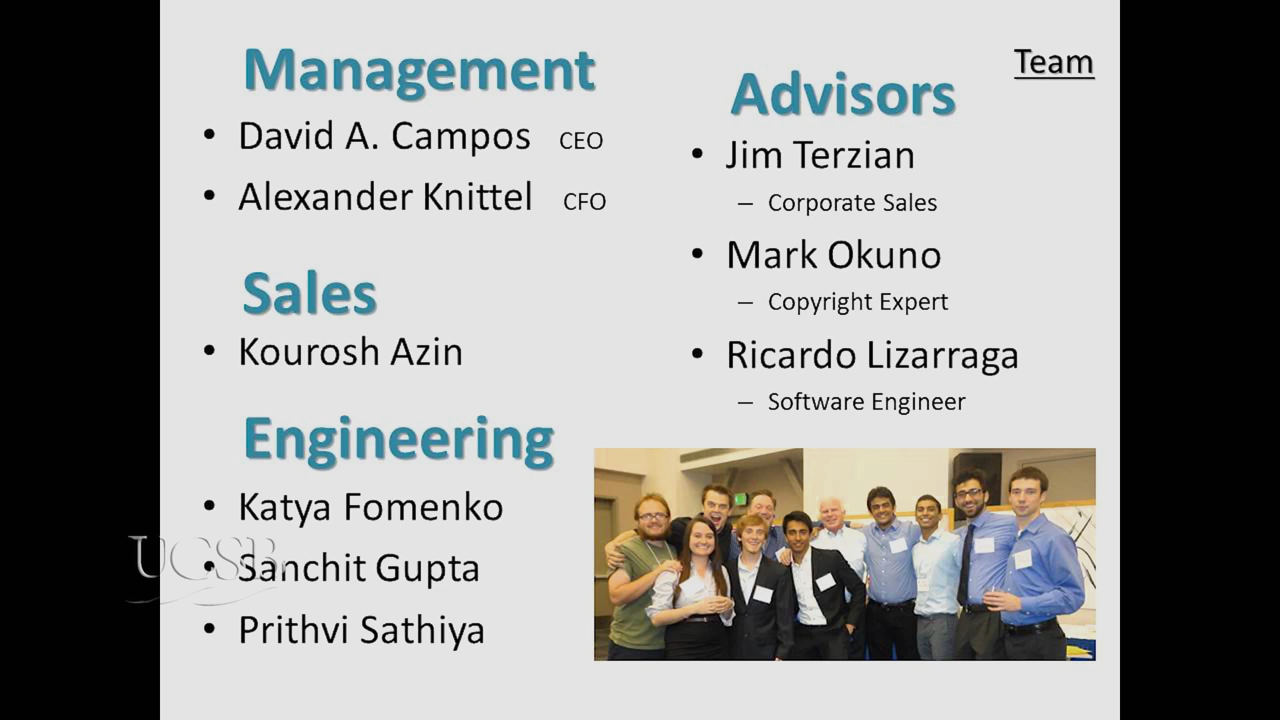 Team
Management
• David A. Campos CEO
• Alexander Knittel CFO
Sales
• Kourosh Azin
Engineering
• Katya Fomenko
• Sanchit Gupta
• Prithvi Sathiya
Advisors
• Jim Terzian
– Corporate Sales
• Mark Okuno
– Copyright Expert
• Ricardo Lizarraga
– Software Engineer
UCSB